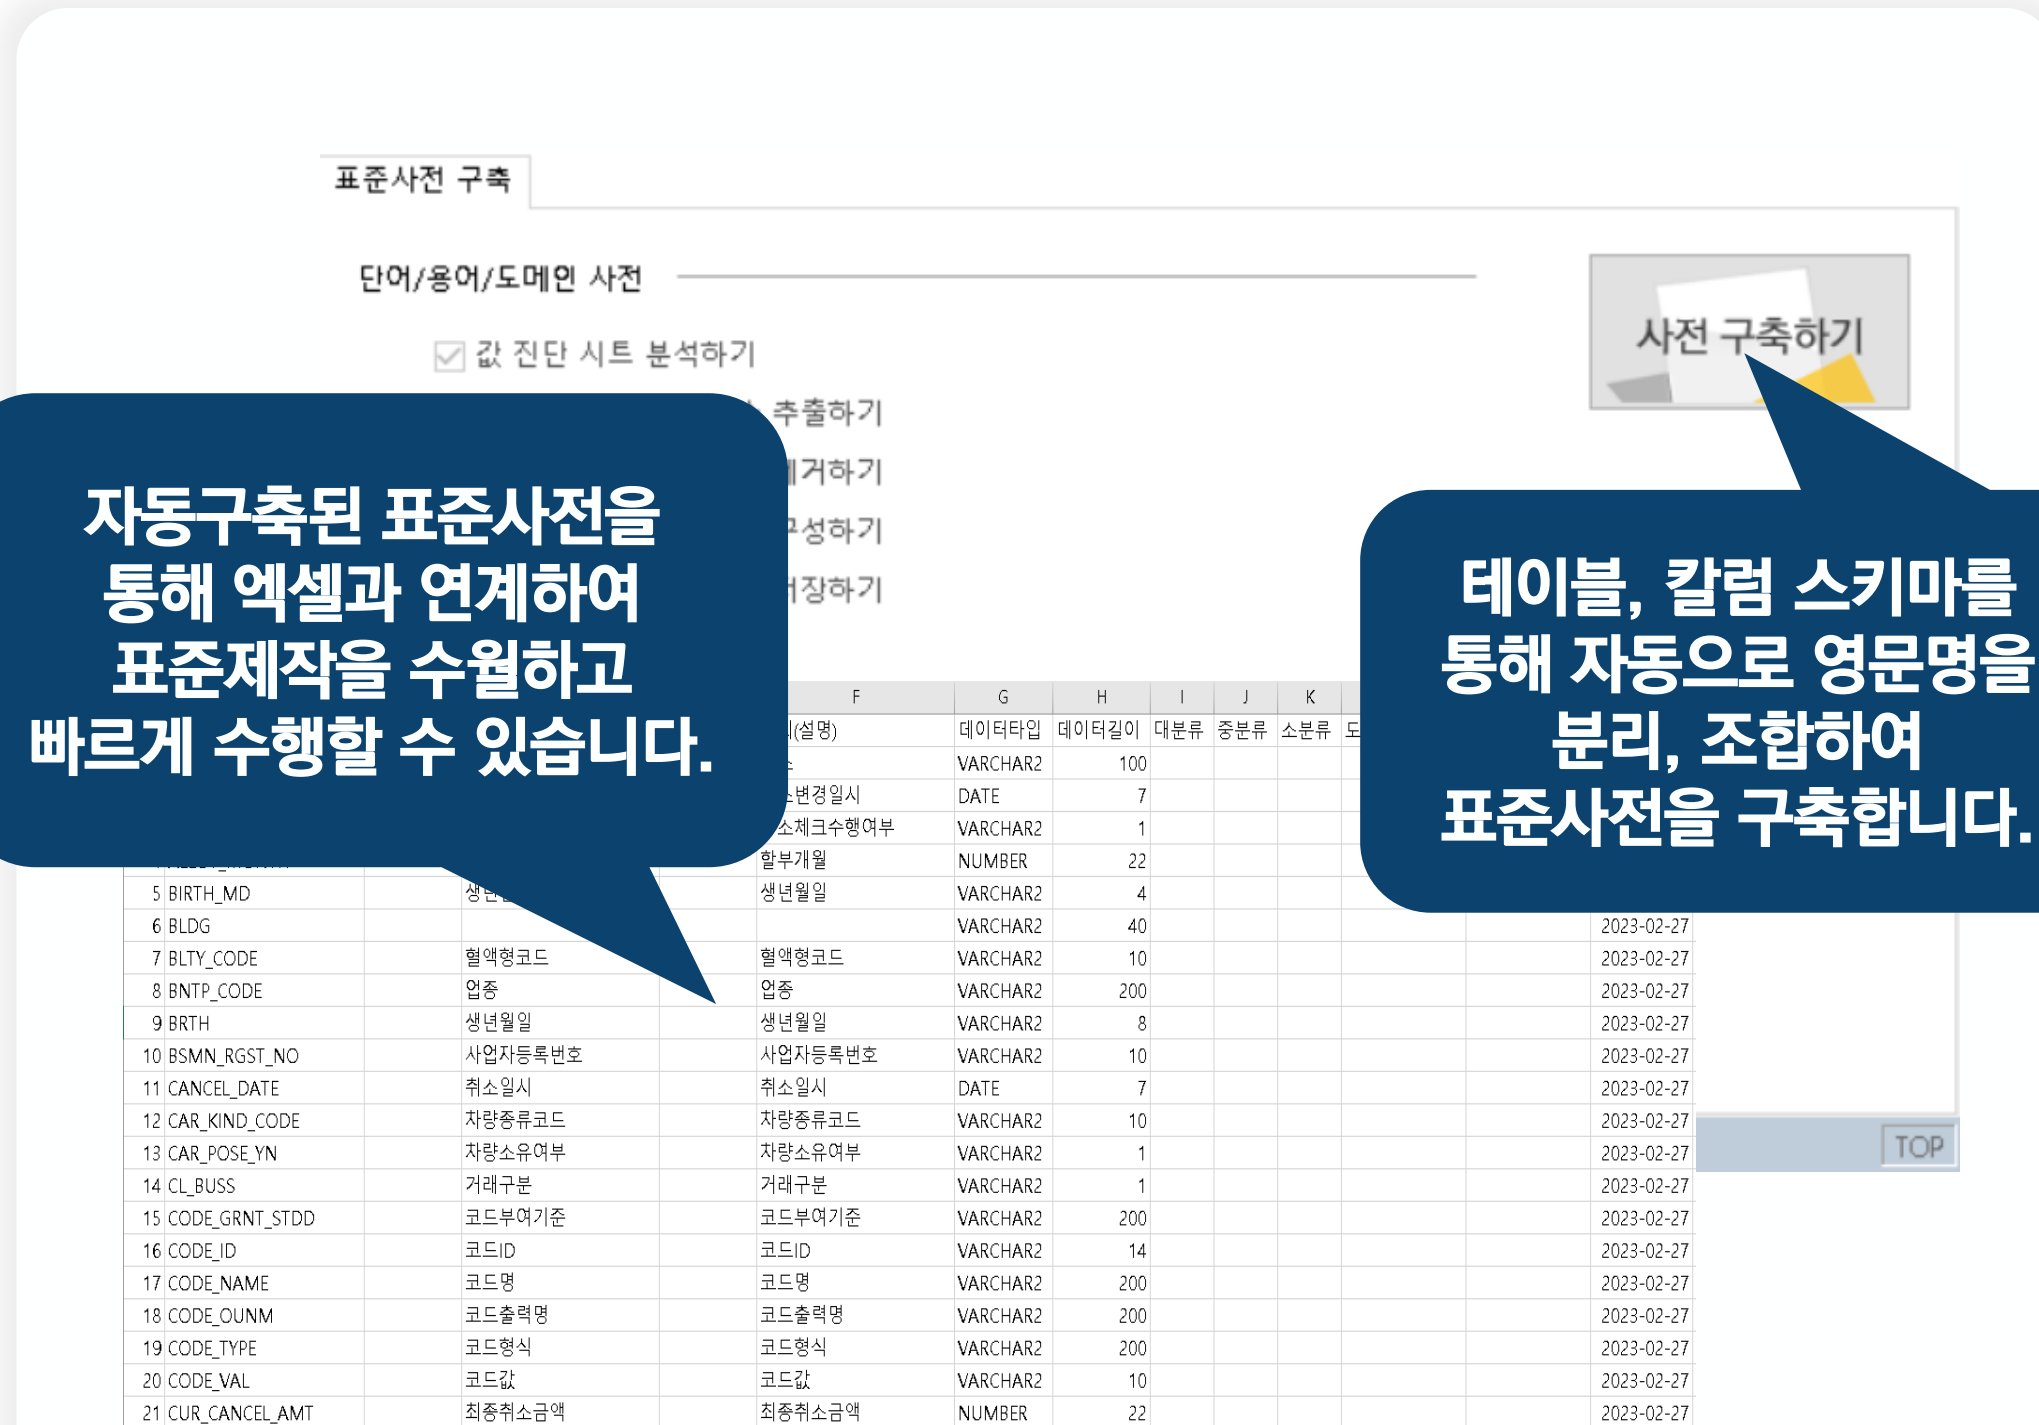 표준사전 구축
단어/용어/도메인 사전
사전 구축하기
값 진단 시트 분석하기
추출하기
저장하기
자동구축된 표준사전을
통해 엑셀과 연계하여
표준제작을 수월하고
빠르게 수행할 수 있습니다.
테이블, 칼럼 스키마를
통해 자동으로 영문명을
분리, 조합하여
표준사전을 구축합니다.
F G H I J K
(설명) 데이터타입 데이터길이 대분류 중분류 소분류
VARCHAR2 100
변경일시 DATE 7
체크수행여부 VARCHAR2 1
할부개월 NUMBER 22
5 BIRTH_MD 생년월일 VARCHAR2 4
6 BLDG VARCHAR2 40 2023-02-27
7 BLTY_CODE 혈액형코드 혈액형코드 VARCHAR2 10 2023-02-27
8 BNTP_CODE 업종 업종 VARCHAR2 200 2023-02-27
9 BRTH 생년월일 생년월일 VARCHAR2 8 2023-02-27
10 BSMN_RGST_NO 사업자등록번호 사업자등록번호 VARCHAR2 10 2023-02-27
11 CANCEL_DATE 취소일시 취소일시 DATE 7 2023-02-27
12 CAR_KIND_CODE 차량종류코드 차량종류코드 VARCHAR2 10 2023-02-27
13 CAR_POSE_YN 차량소유여부 차량소유여부 VARCHAR2 1 2023-02-27
TOP
14 CL_BUSS 거래구분 거래구분 VARCHAR2 1 2023-02-27
15 CODE_GRNT_STDD 코드부여기준 코드부여기준 VARCHAR2 200 2023-02-27
16 CODE_ID 코드ID 코드ID VARCHAR2 14 2023-02-27
17 CODE_NAME 코드명 코드명 VARCHAR2 200 2023-02-27
18 CODE_OUNM 코드출력명 코드출력명 VARCHAR2 200 2023-02-27
19 CODE_TYPE 코드형식 코드형식 VARCHAR2 200 2023-02-27
20 CODE_VAL 코드값 코드값 VARCHAR2 10 2023-02-27
21 CUR_CANCEL_AMT 최종취소금액 최종취소금액 NUMBER 22 2023-02-27